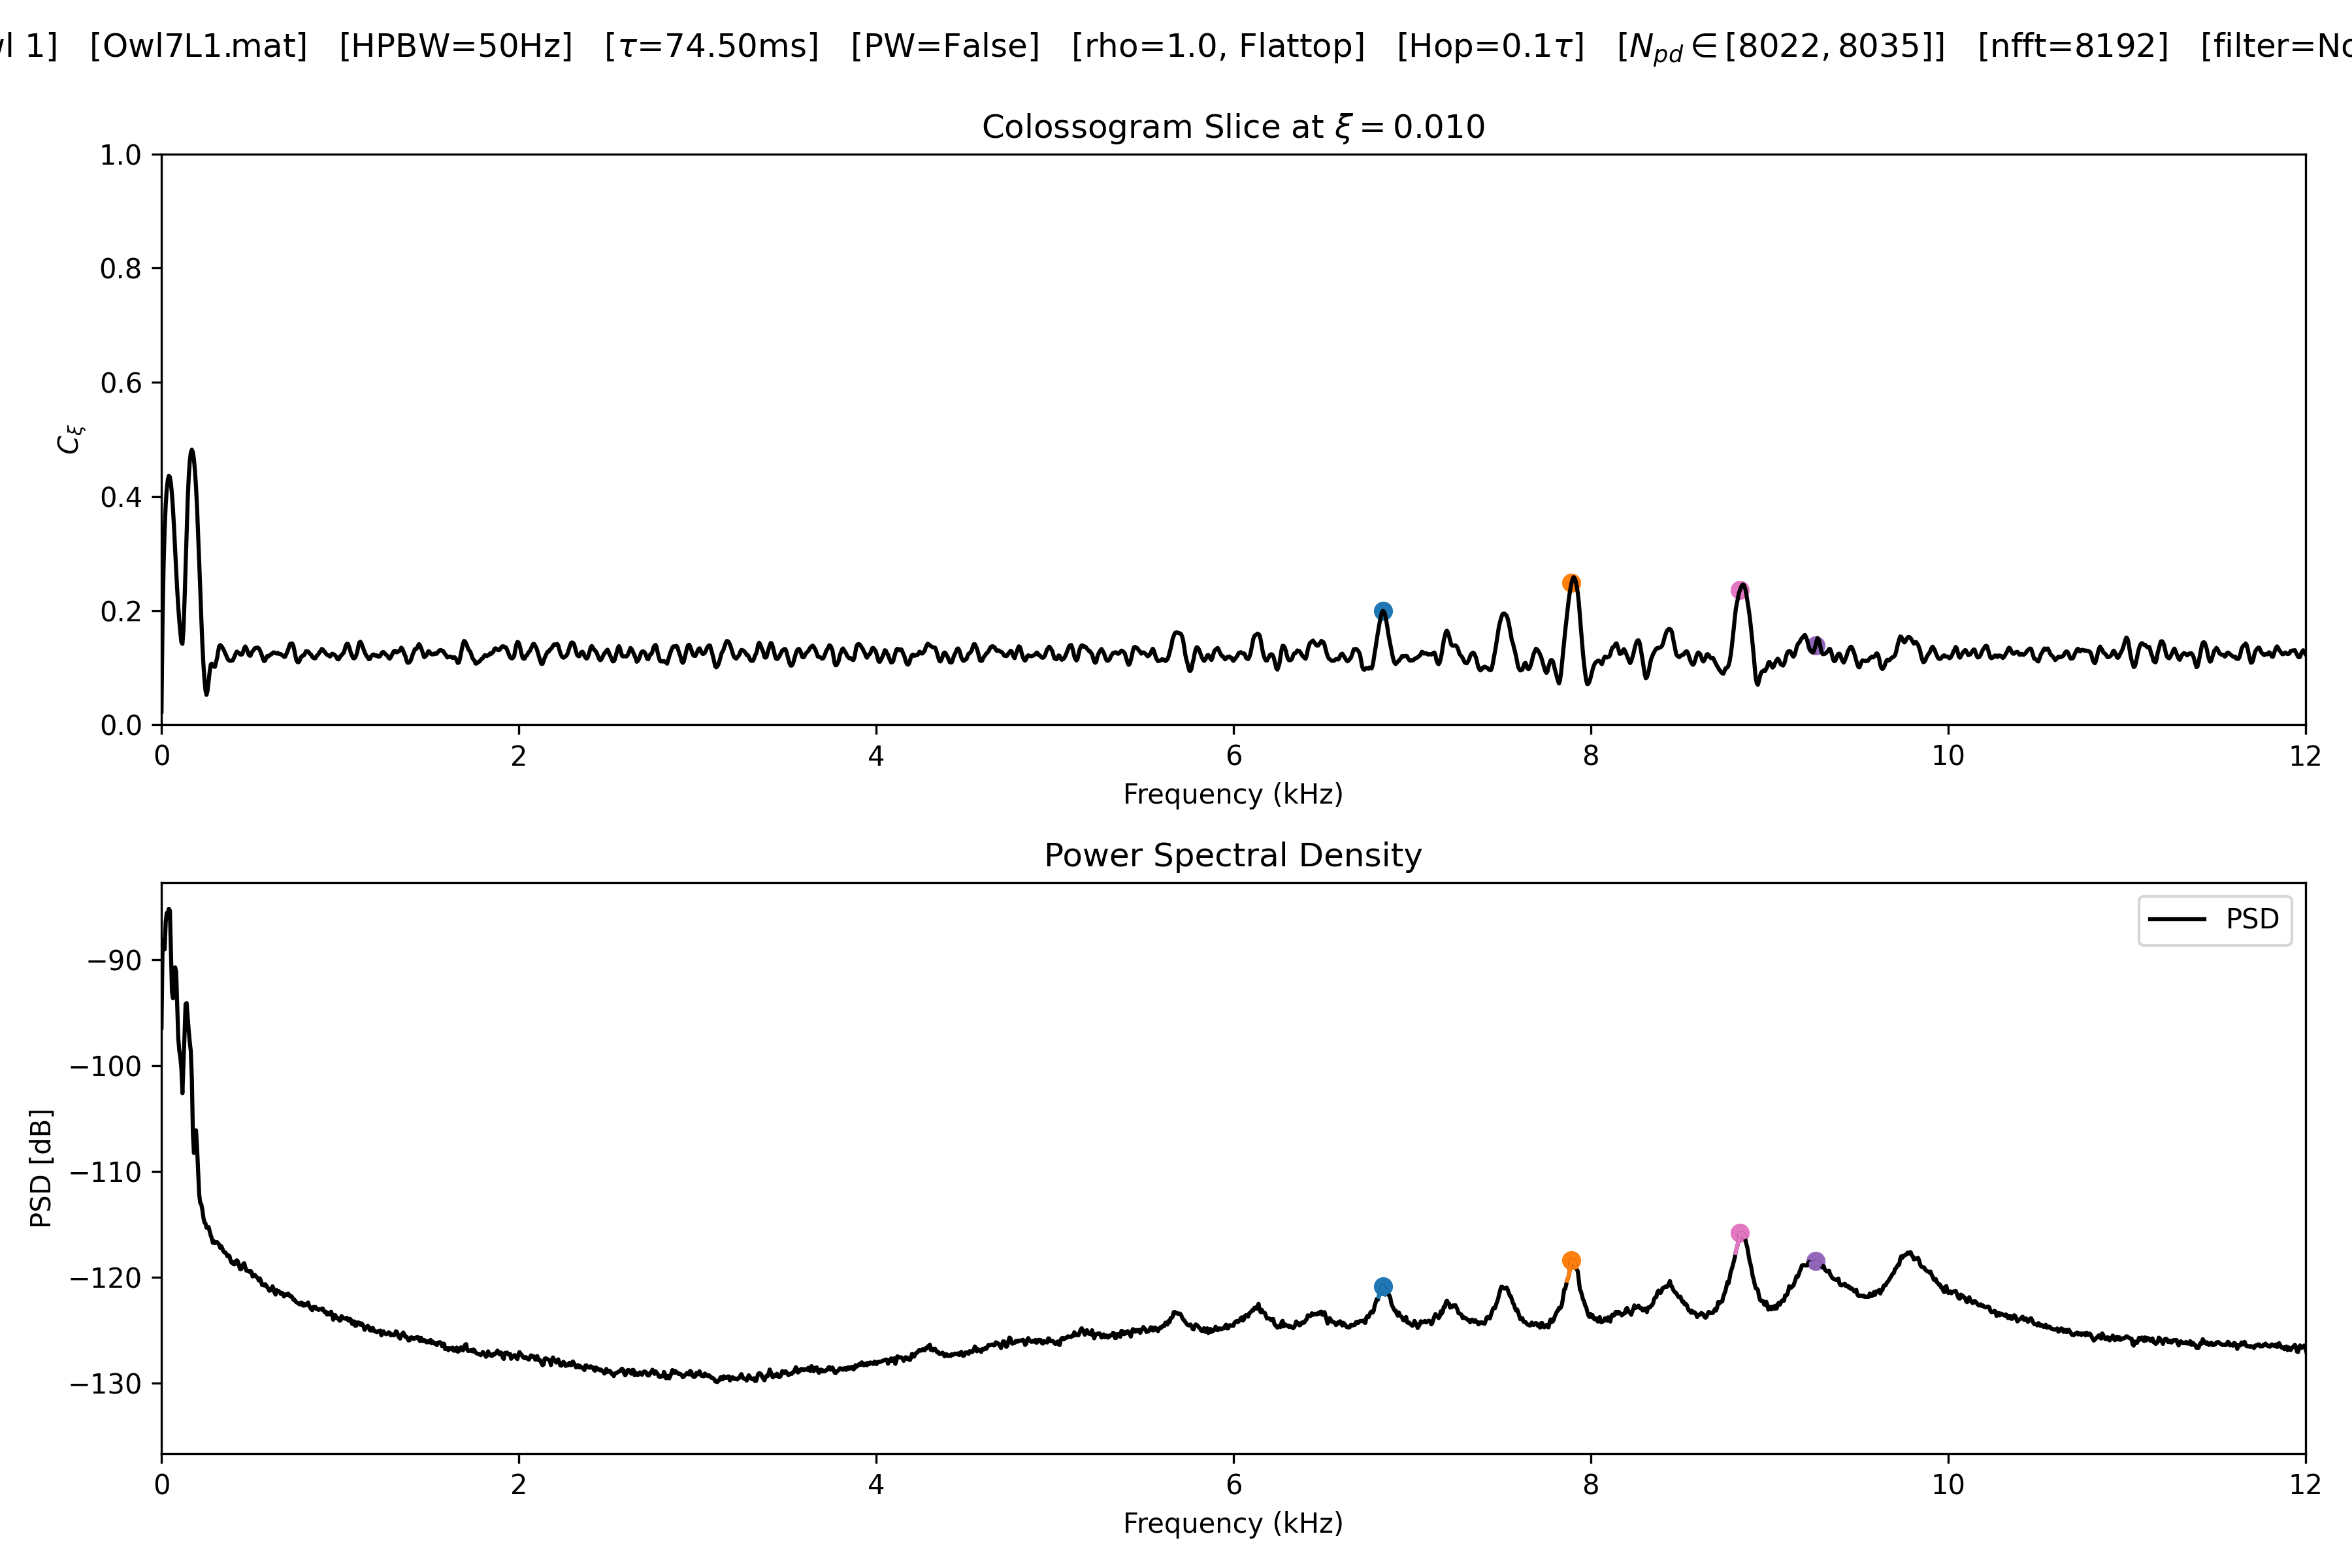 1] [Owl7L1.mat] [HPBW=50Hz] [τ=74.50ms] [PW=False] [rho=1.0, Flattop] [Hop=0.1τ] [N_pd ∈ [8022, 8035]] [nfft=8192]
Colossogram Slice at ξ = 0.010
1.0
0.8
0.6
0.4
0.2
0.0
C_ξ
0 2 4 6 8 10 12
Frequency (kHz)
Power Spectral Density
PSD
−90
−100
−110
−120
−130
PSD [dB]
0 2 4 6 8 10 12
Frequency (kHz)